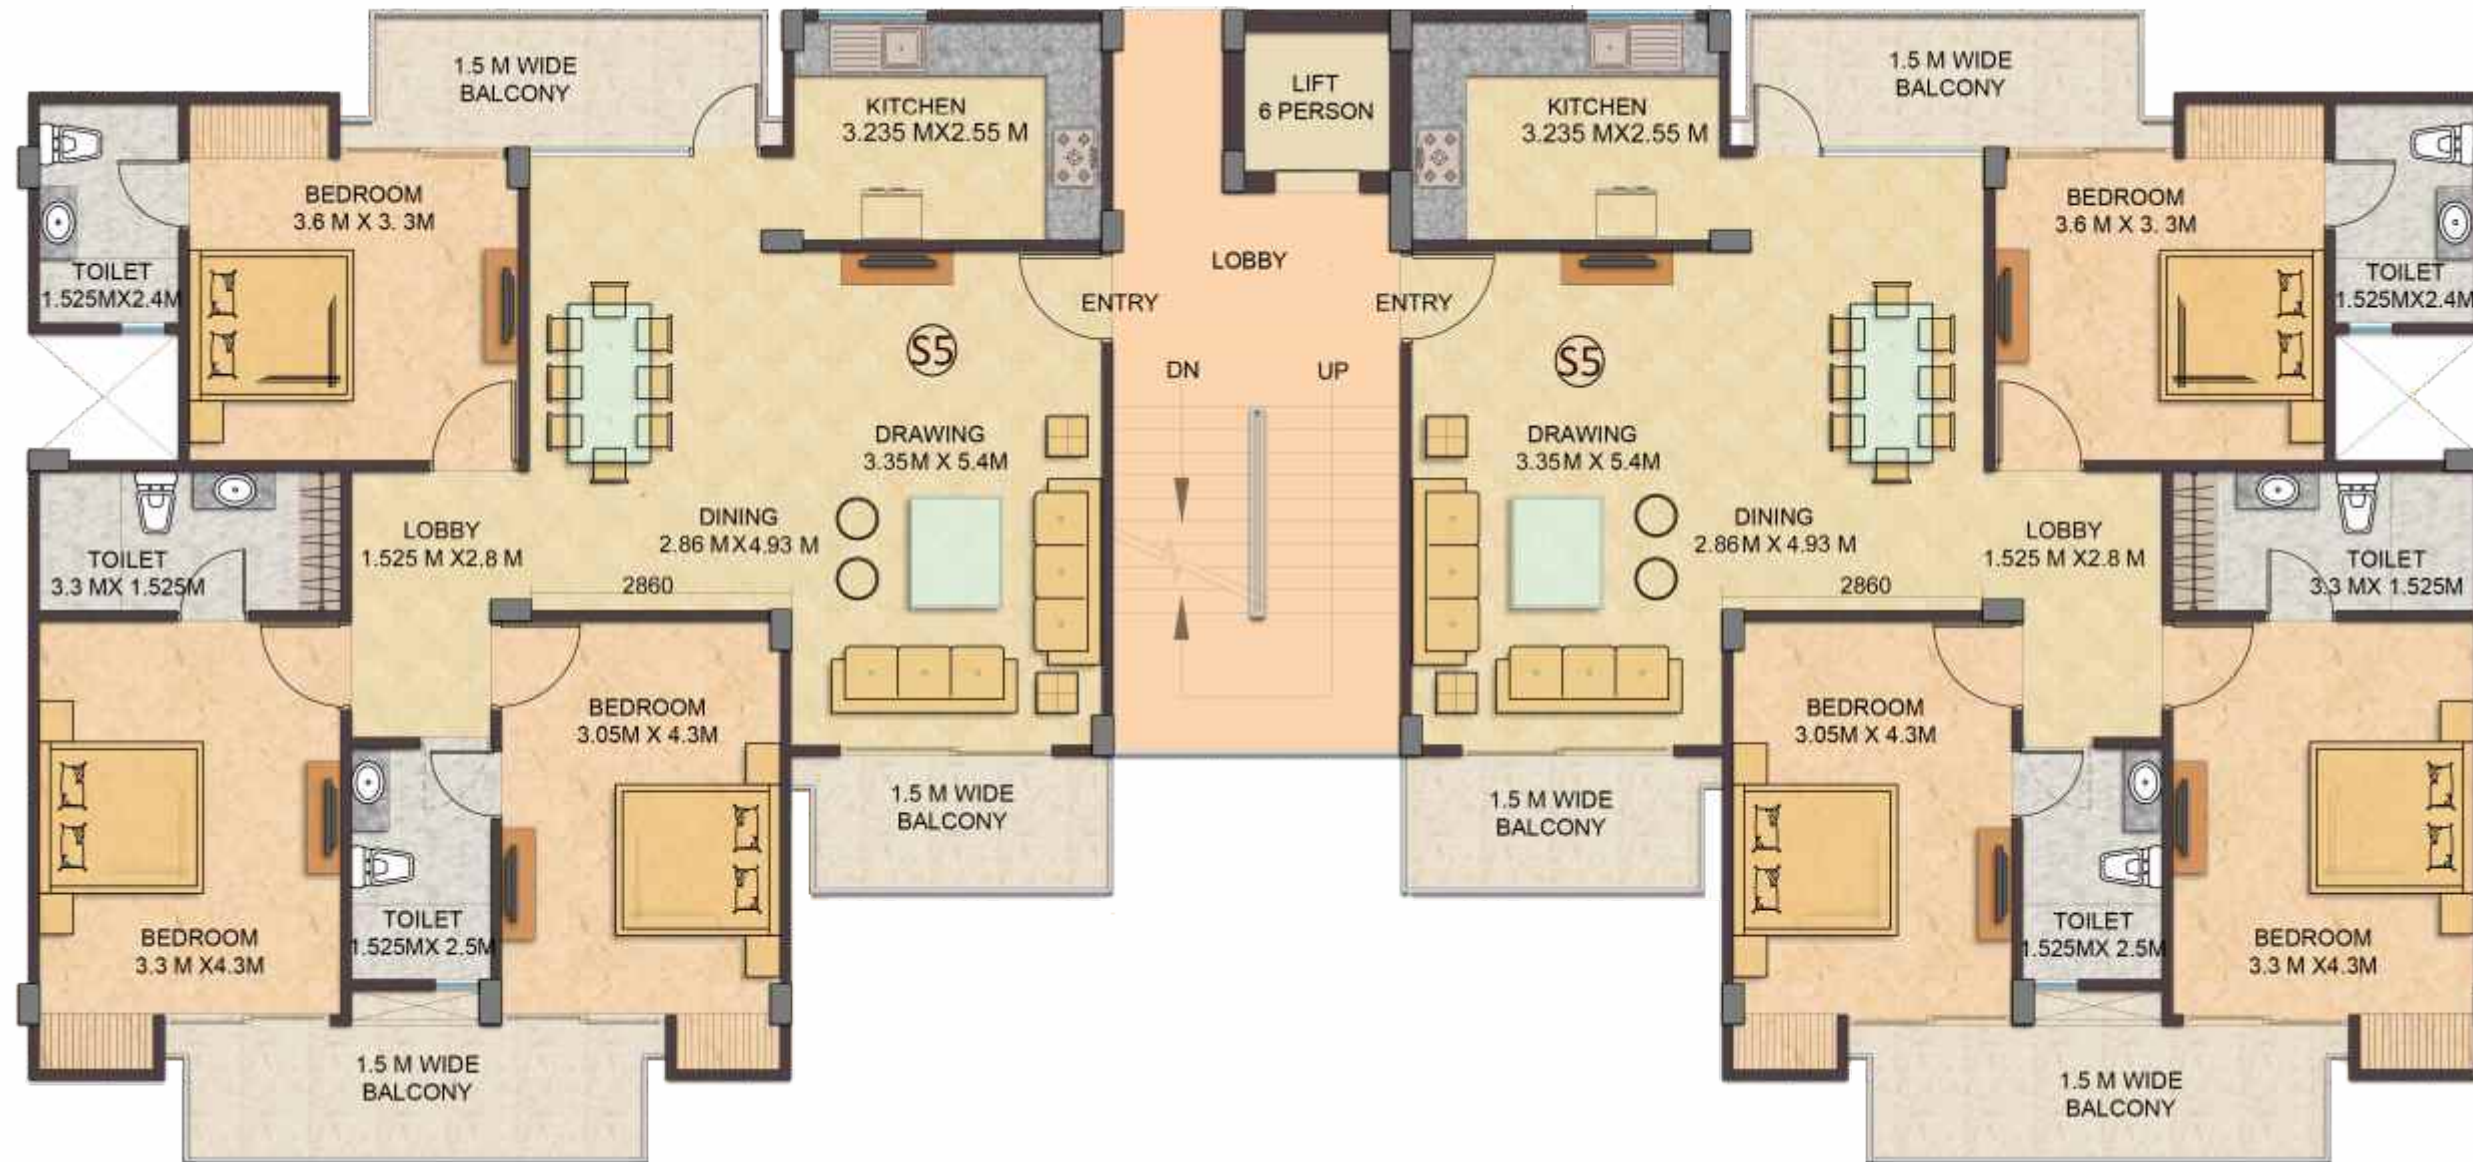 1.5 M WIDE
BALCONY
KITCHEN
3.235 MX2.55 M
BEDROOM
3.6 M X 3. 3M
TOILET
1.525MX2.4M
ENTRY
S5
DRAWING
3.35M X 5.4M
DINING
2.86 MX4.93 M
2860
LOBBY
1.525 M X2.8 M
TOILET
3.3 MX 1.525M
BEDROOM
3.05M X 4.3M
1.5 M WIDE
BALCONY
TOILET
1.525MX 2.5M
BEDROOM
3.3 M X4.3M
1.5 M WIDE
BALCONY
LIFT
6 PERSON
LOBBY
DN
UP
KITCHEN
3.235 MX2.55 M
1.5 M WIDE
BALCONY
BEDROOM
3.6 M X 3. 3M
TOILET
1.525MX2.4M
ENTRY
S5
DRAWING
3.35M X 5.4M
DINING
2.86M X 4.93 M
2860
LOBBY
1.525 M X2.8 M
TOILET
3.3 MX 1.525M
BEDROOM
3.05M X 4.3M
1.5 M WIDE
BALCONY
TOILET
1.525MX 2.5M
BEDROOM
3.3 M X4.3M
1.5 M WIDE
BALCONY